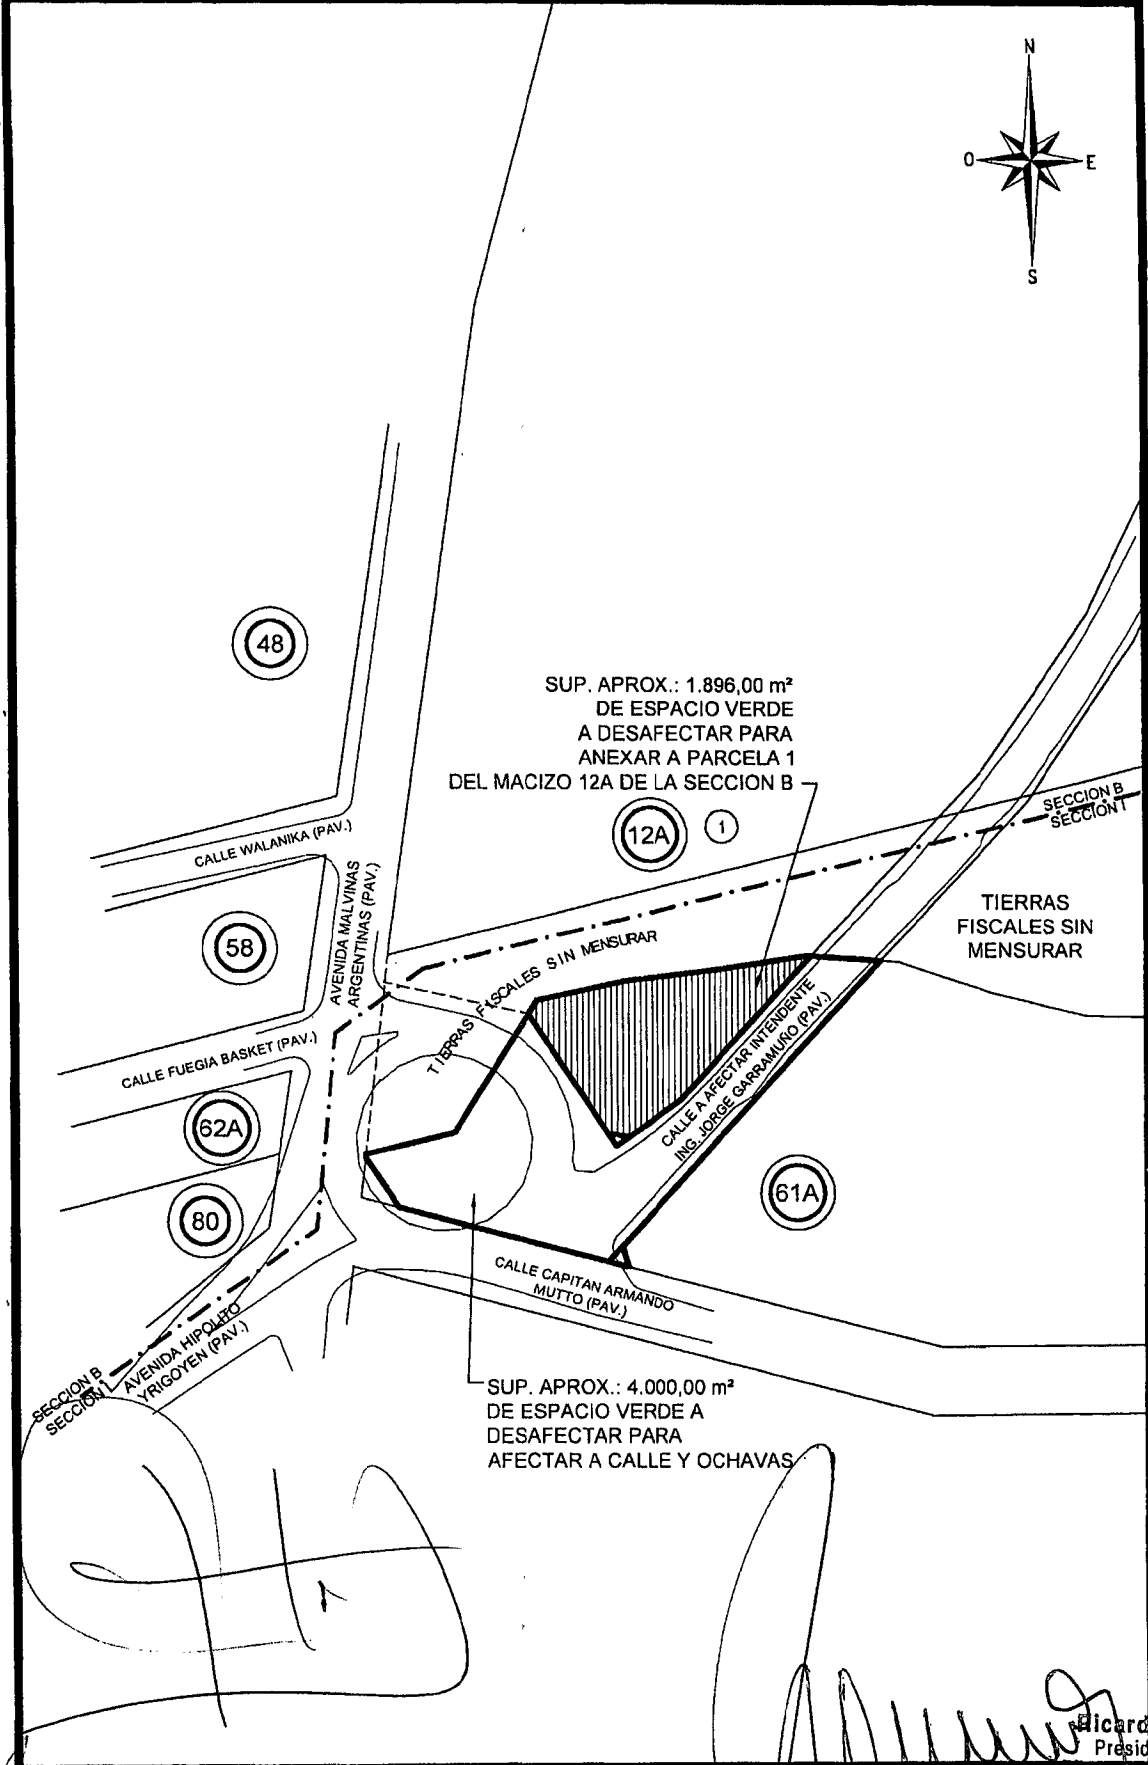 N
O
E
S
48
SUP. APROX.: 1.896,00 m²
DE ESPACIO VERDE
A DESAFECTAR PARA
ANEXAR A PARCELA 1
DEL MACIZO 12A DE LA SECCION B
12A
1
SECCION B
SECCION I
CALLE WALANIKA (PAV.)
AVENIDA MALVINAS
ARGENTINAS (PAV.)
58
TIERRAS FISCALES SIN MENSURAR
TIERRAS
FISCALES SIN
MENSURAR
CALLE FUEGIA BASKET (PAV.)
CALLE A AFECTAR INTENDENTE
ING. JORGE GARRAMUÑO (PAV.)
62A
61A
80
CALLE CAPITAN ARMANDO
MUTTO (PAV.)
AVENIDA HIPOLITO
YRIGOYEN (PAV.)
SECCION B
SECCION I
SUP. APROX.: 4.000,00 m²
DE ESPACIO VERDE A
DESAFECTAR PARA
AFECTAR A CALLE Y OCHAVAS
Ricard
Presid